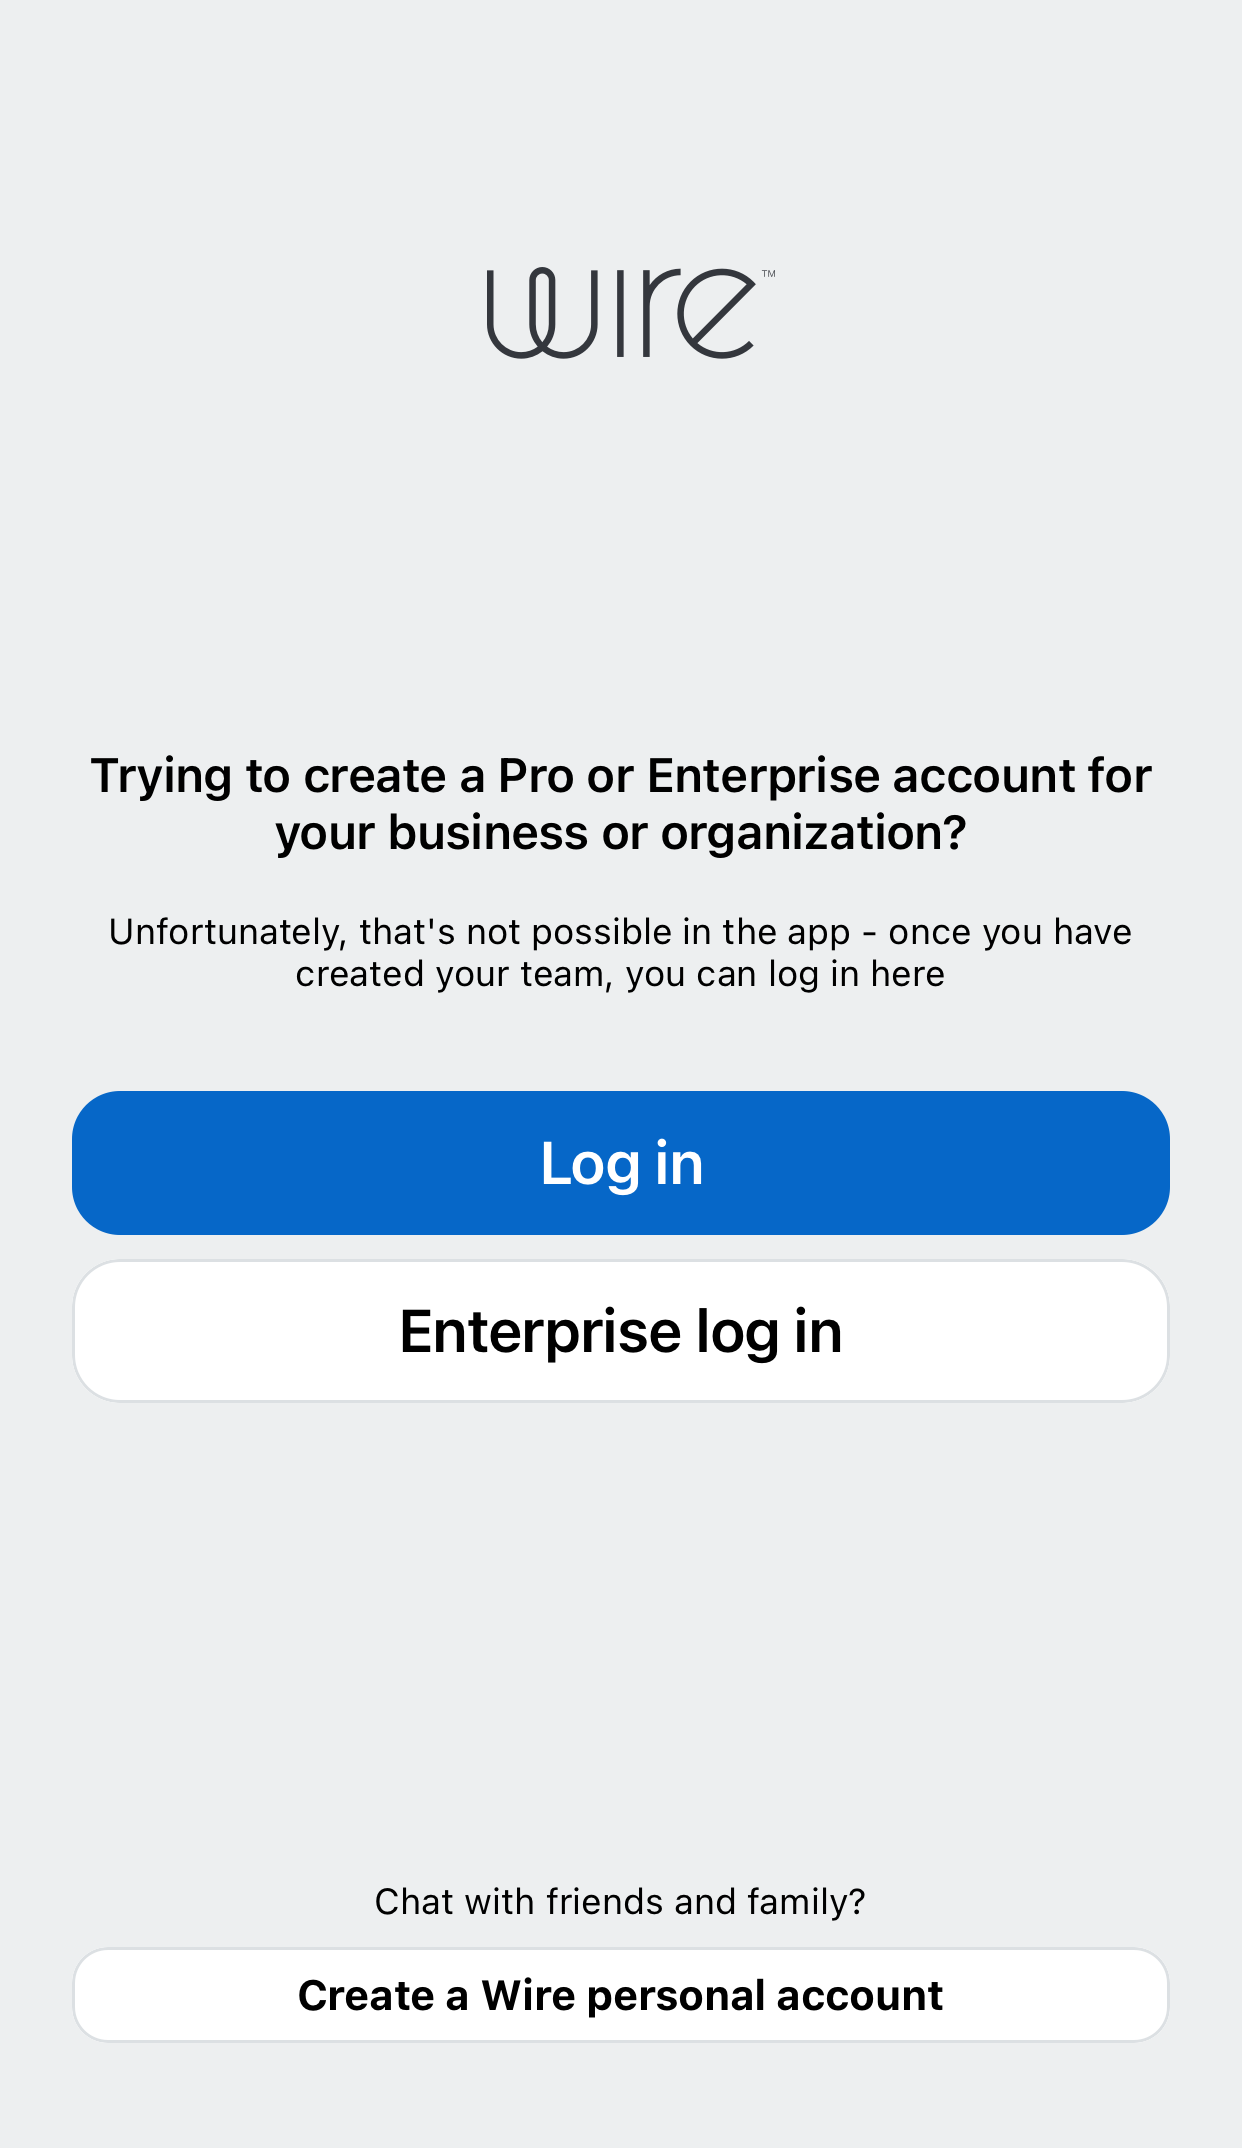 wire™
Trying to create a Pro or Enterprise account for
your business or organization?
Unfortunately, that's not possible in the app - once you have
created your team, you can log in here
Log in
Enterprise log in
Chat with friends and family?
Create a Wire personal account